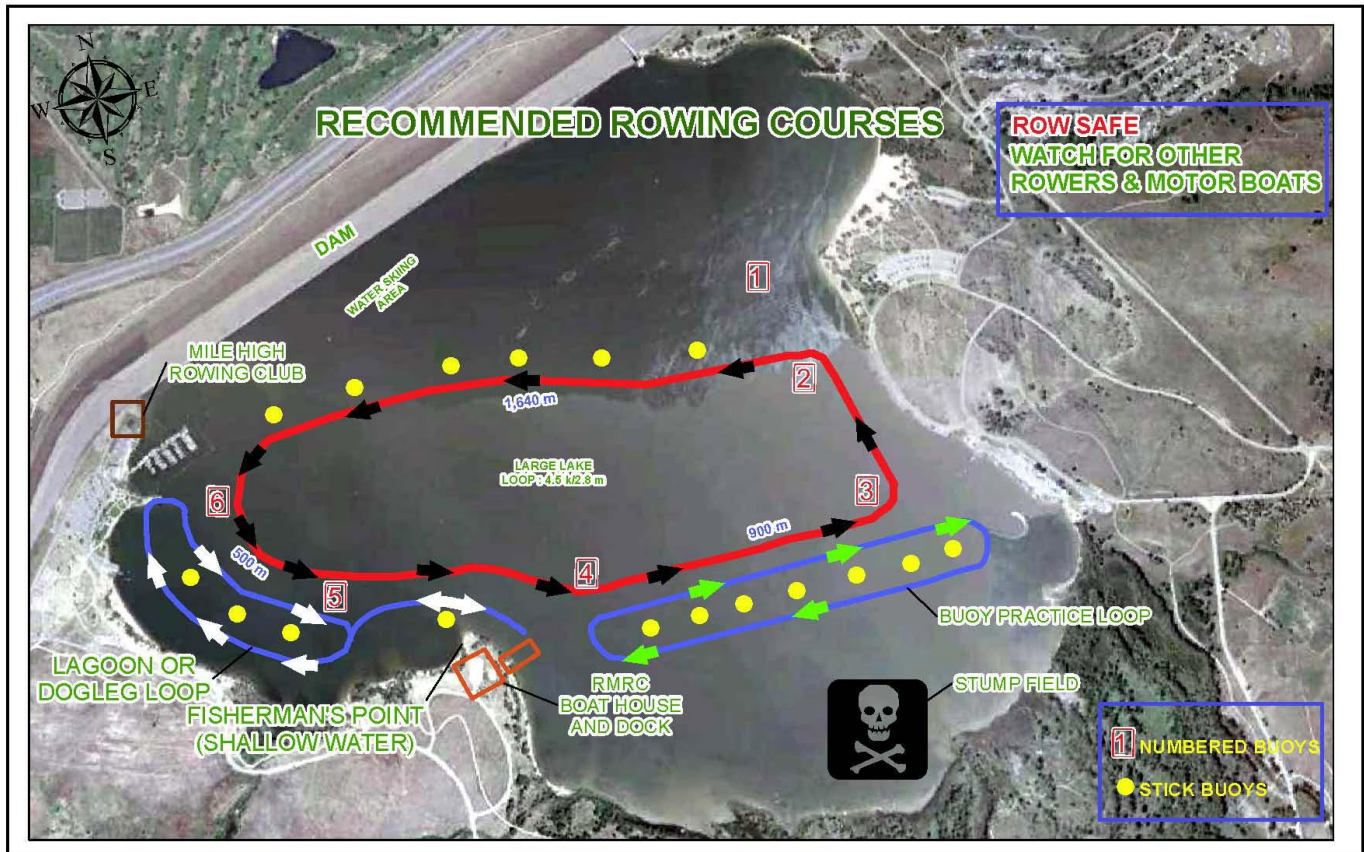 N
W
E
S
RECOMMENDED ROWING COURSES
ROW SAFE
WATCH FOR OTHER
ROWERS & MOTOR BOATS
DAM
WATER SKIING
AREA
1
MILE HIGH
ROWING CLUB
2
1,640 m
LARGE LAKE
LOOP : 4.5 k/2.8 m
3
6
900 m
500 m
4
5
BUOY PRACTICE LOOP
LAGOON OR
DOGLEG LOOP
FISHERMAN'S POINT
(SHALLOW WATER)
RMRC
BOAT HOUSE
AND DOCK
STUMP FIELD
1 NUMBERED BUOYS
STICK BUOYS